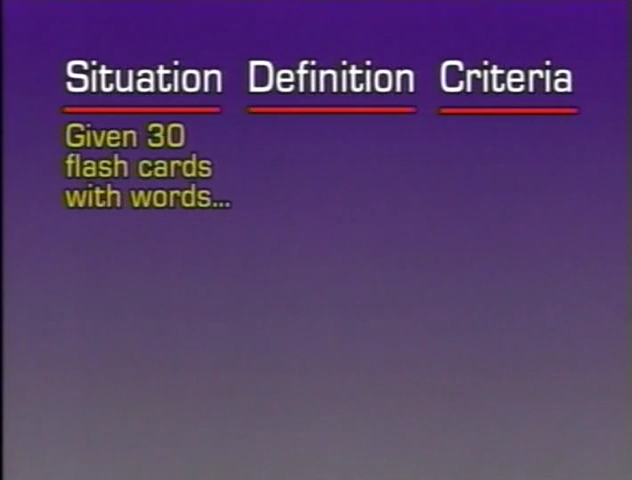 Situation Definition Criteria
Given 30
flash cards
with words...